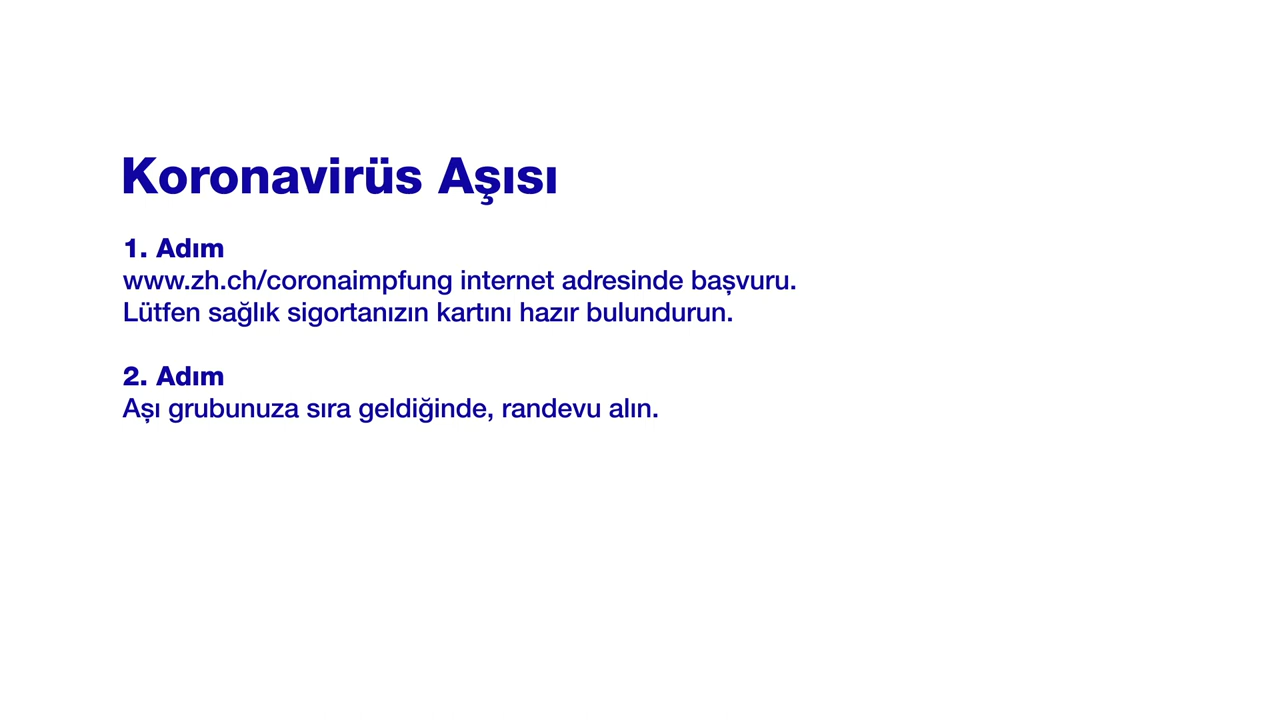 Koronavirüs Aşısı
1. Adım
www.zh.ch/coronaimpfung internet adresinde başvuru.
Lütfen sağlık sigortanızın kartını hazır bulundurun.
2. Adım
Aşı grubunuza sıra geldiğinde, randevu alın.